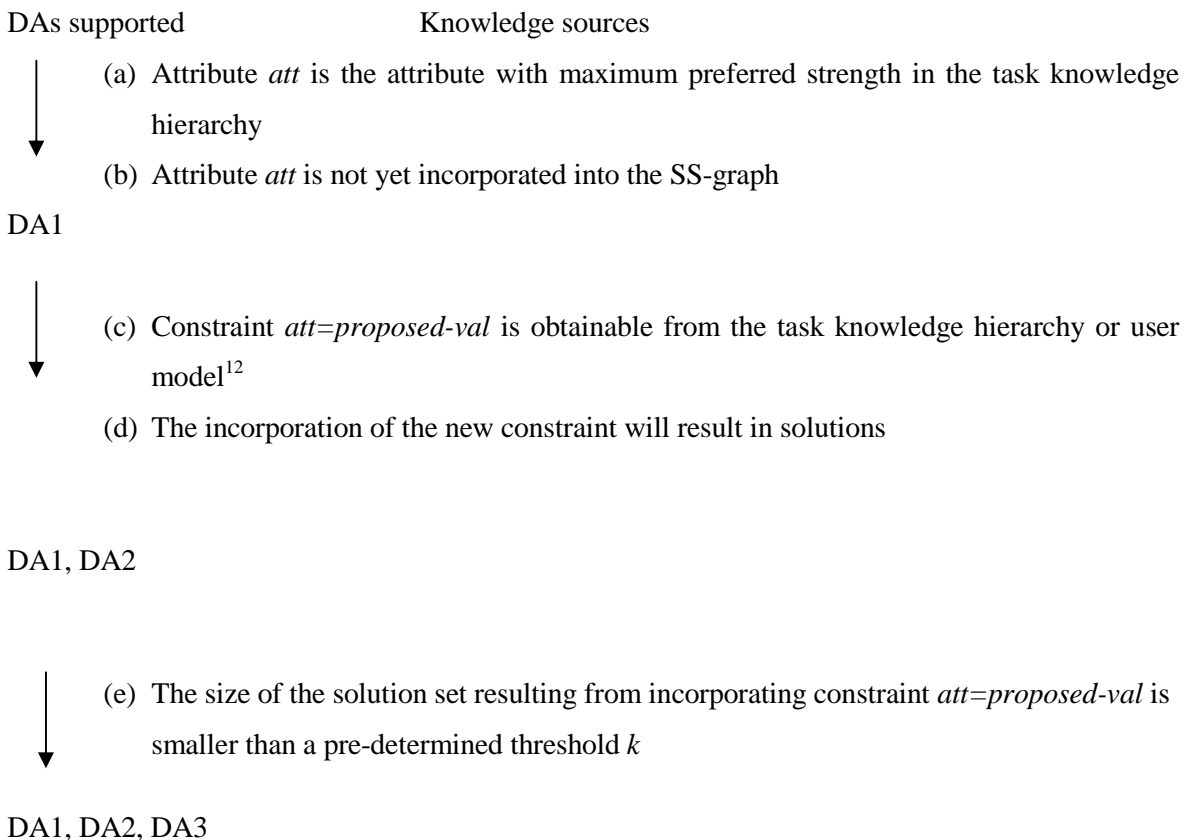 DAs supported Knowledge sources
(a) Attribute att is the attribute with maximum preferred strength in the task knowledge
hierarchy
(b) Attribute att is not yet incorporated into the SS-graph
DA1
(c) Constraint att=proposed-val is obtainable from the task knowledge hierarchy or user
model12
(d) The incorporation of the new constraint will result in solutions
DA1, DA2
(e) The size of the solution set resulting from incorporating constraint att=proposed-val is
smaller than a pre-determined threshold k
DA1, DA2, DA3